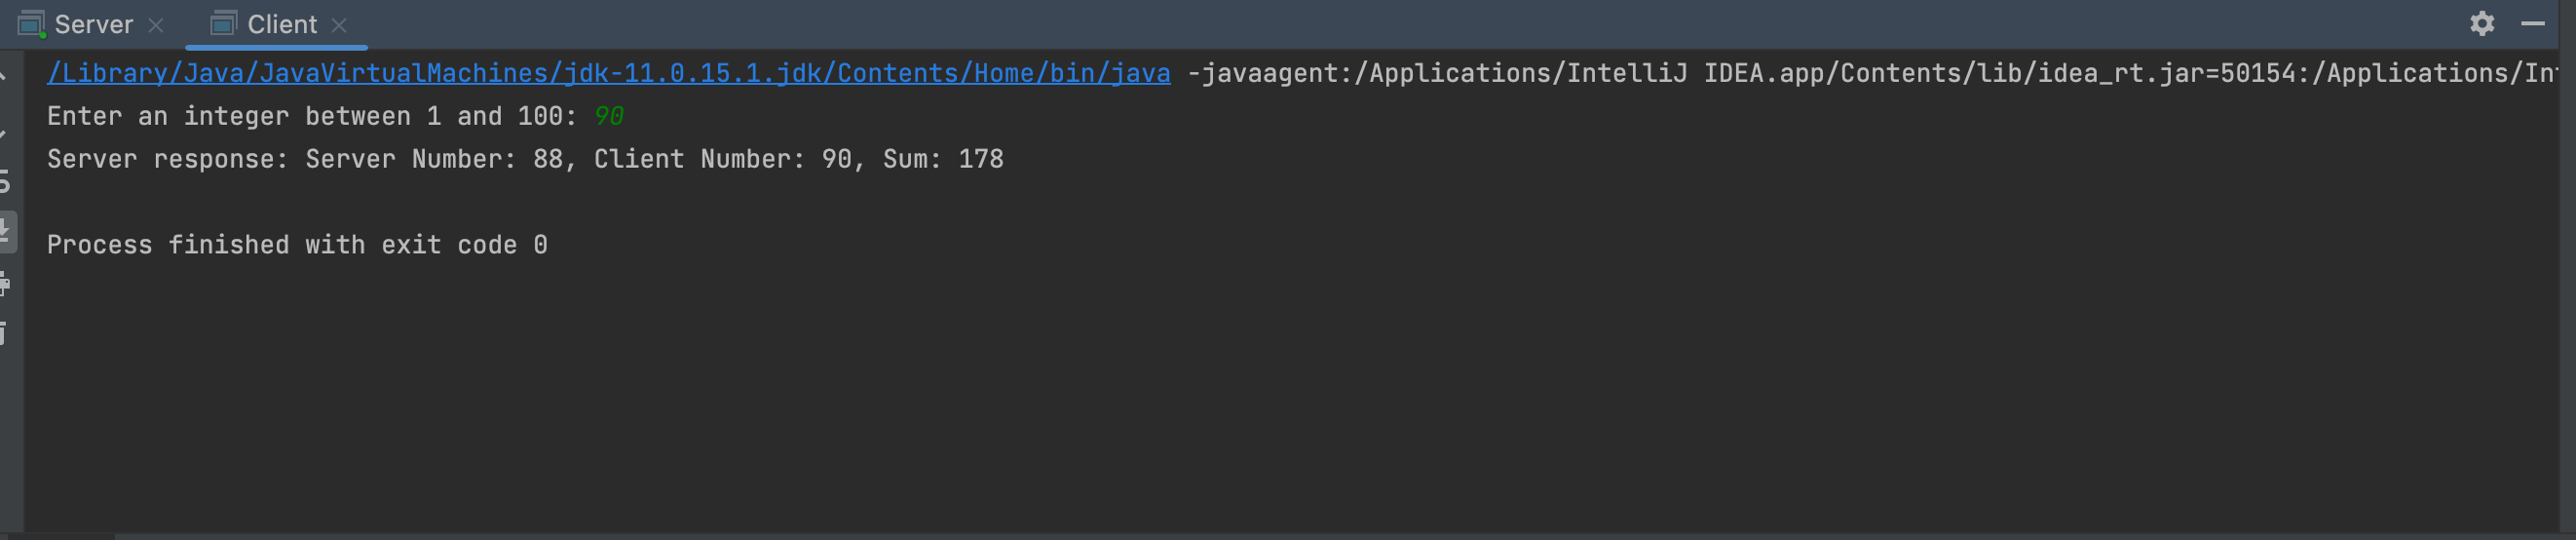 Server Client
/Library/Java/JavaVirtualMachines/jdk-11.0.15.1.jdk/Contents/Home/bin/java -javaagent:/Applications/IntelliJ IDEA.app/Contents/lib/idea_rt.jar=50154:/Applications/Int
Enter an integer between 1 and 100: 90
Server response: Server Number: 88, Client Number: 90, Sum: 178
Process finished with exit code 0